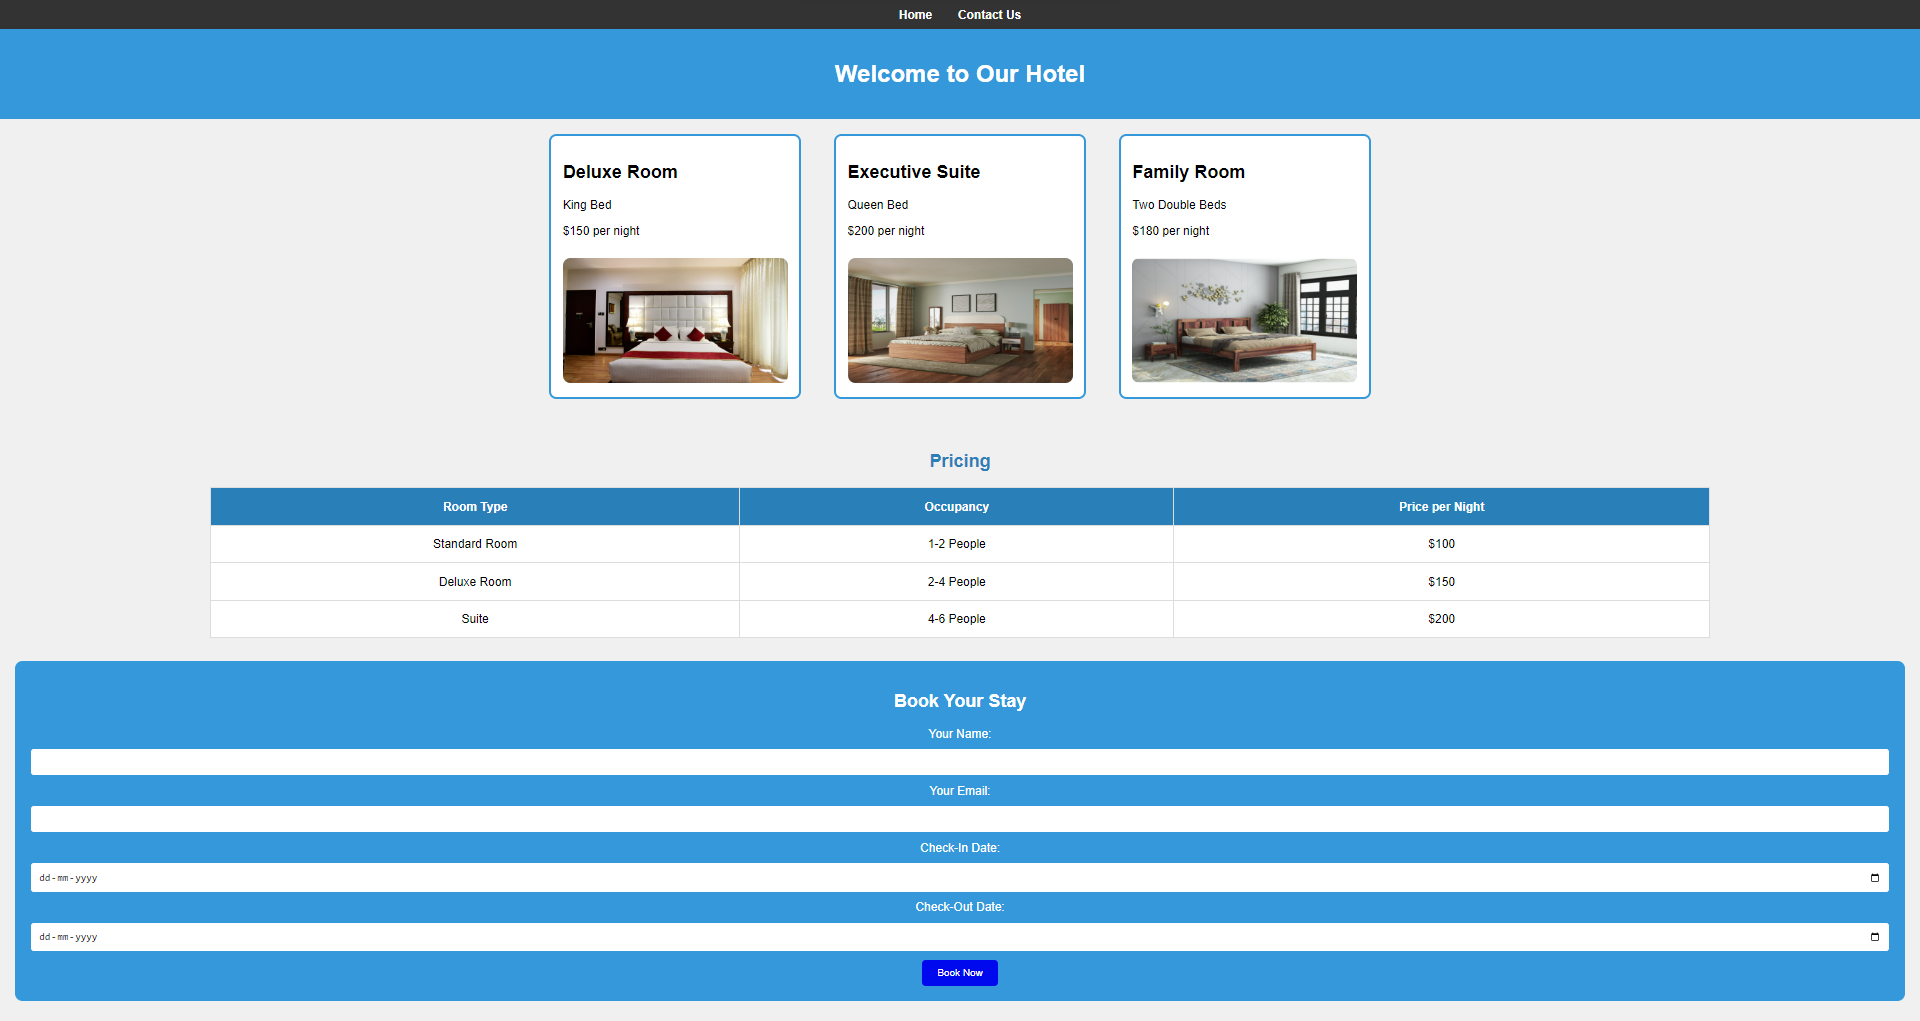 Home Contact Us
Welcome to Our Hotel
Deluxe Room
King Bed
$150 per night
Executive Suite
Queen Bed
$200 per night
Family Room
Two Double Beds
$180 per night
Pricing
Room Type Occupancy Price per Night
Standard Room 1-2 People $100
Deluxe Room 2-4 People $150
Suite 4-6 People $200
Book Your Stay
Your Name:
Your Email:
Check-In Date:
dd-mm-yyyy
Check-Out Date:
dd-mm-yyyy
Book Now